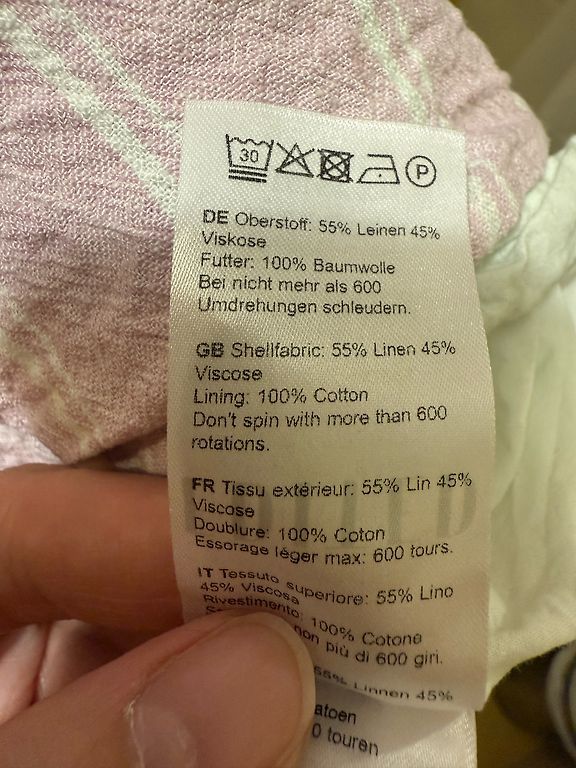 30
P
DE Oberstoff: 55% Leinen 45%
Viskose
Futter: 100% Baumwolle
Bei nicht mehr als 600
Umdrehungen schleudern.
GB Shellfabric: 55% Linen 45%
Viscose
Lining: 100% Cotton
Don't spin with more than 600
rotations.
FR Tissu extérieur: 55% Lin 45%
Viscose
Doublure: 100% Coton
Essorage léger max: 600 tours.
IT Tessuto superiore: 55% Lino
45% Viscosa
Rivestimento: 100% Cotone
non più di 600 giri.
55% Linnen 45%
touren